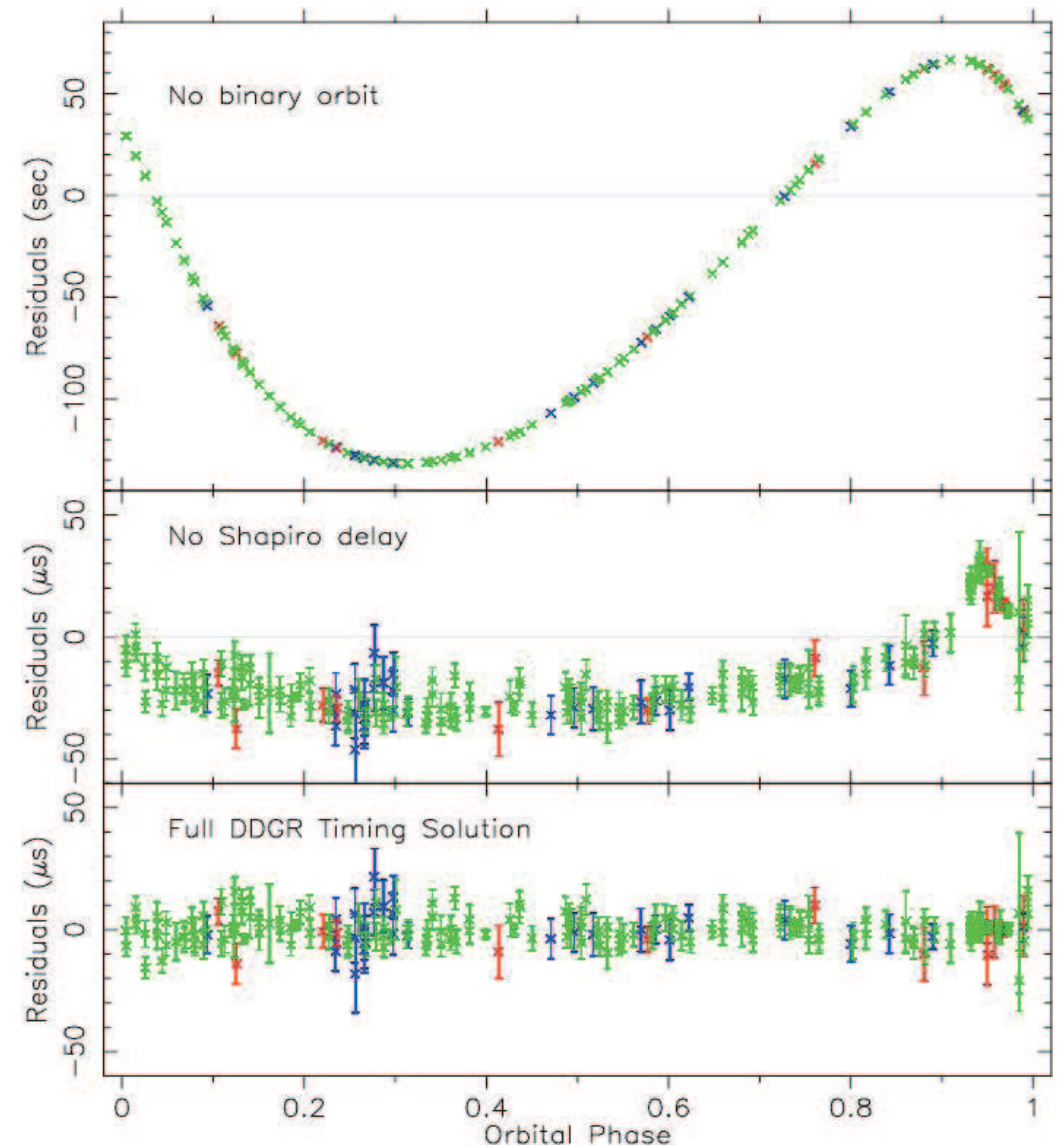 No binary orbit
Residuals (sec)
50
0
−50
−100
No Shapiro delay
Residuals (μs)
50
0
−50
Full DDGR Timing Solution
Residuals (μs)
50
0
−50
0 0.2 0.4 0.6 0.8 1
Orbital Phase